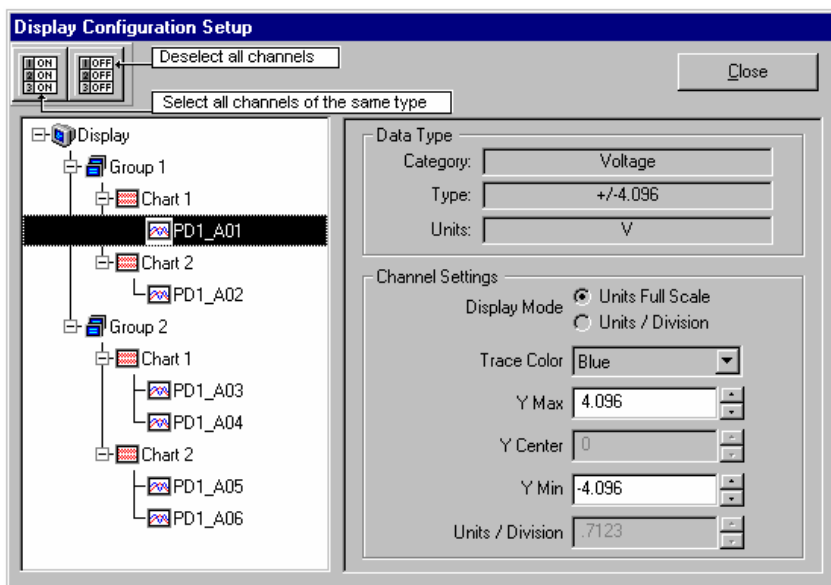 Display Configuration Setup
1 ON
2 ON
3 ON
1 OFF
2 OFF
3 OFF
Deselect all channels
Select all channels of the same type
Close
Display
Group 1
Chart 1
PD1_A01
Chart 2
PD1_A02
Group 2
Chart 1
PD1_A03
PD1_A04
Chart 2
PD1_A05
PD1_A06
Data Type
Category: Voltage
Type: +/-4.096
Units: V
Channel Settings
Display Mode Units Full Scale
Units / Division
Trace Color Blue
Y Max 4.096
Y Center 0
Y Min -4.096
Units / Division .7123